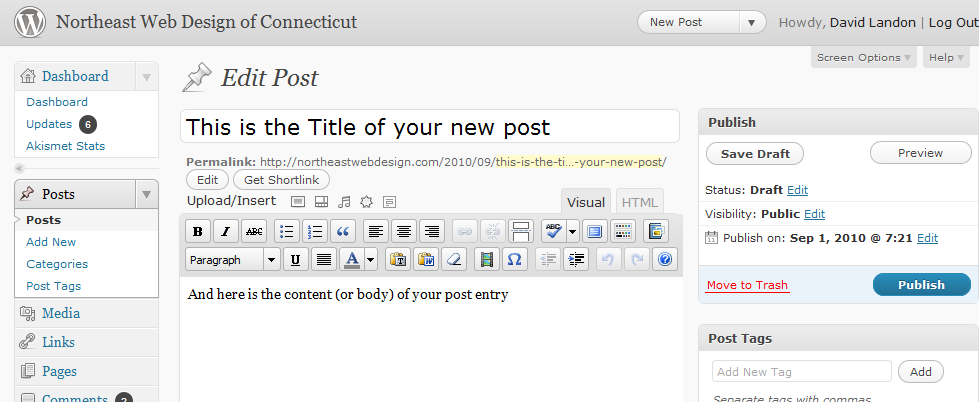 Northeast Web Design of Connecticut
New Post
Howdy, David Landon | Log Out
Screen Options
Help
Dashboard
Dashboard
Updates 6
Akismet Stats
Posts
Posts
Add New
Categories
Post Tags
Media
Links
Pages
Comments 2
Edit Post
This is the Title of your new post
Permalink: http://northeastwebdesign.com/2010/09/this-is-the-ti…-your-new-post/
Edit Get Shortlink
Upload/Insert
Visual HTML
B I ABC ABC
Paragraph U A
And here is the content (or body) of your post entry
Publish
Save Draft Preview
Status: Draft Edit
Visibility: Public Edit
Publish on: Sep 1, 2010 @ 7:21 Edit
Move to Trash Publish
Post Tags
Add New Tag Add
Separate tags with commas